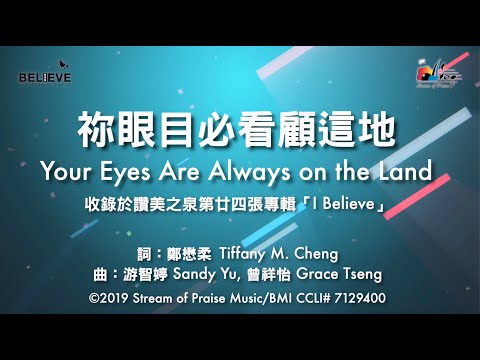 BELIEVE
Stream of Praise
祢眼目必看顧這地
Your Eyes Are Always on the Land
收錄於讚美之泉第廿四張專輯「I Believe」
詞：鄭懋柔 Tiffany M. Cheng
曲：游智婷 Sandy Yu, 曾祥怡 Grace Tseng
©2019 Stream of Praise Music/BMI CCLI# 7129400